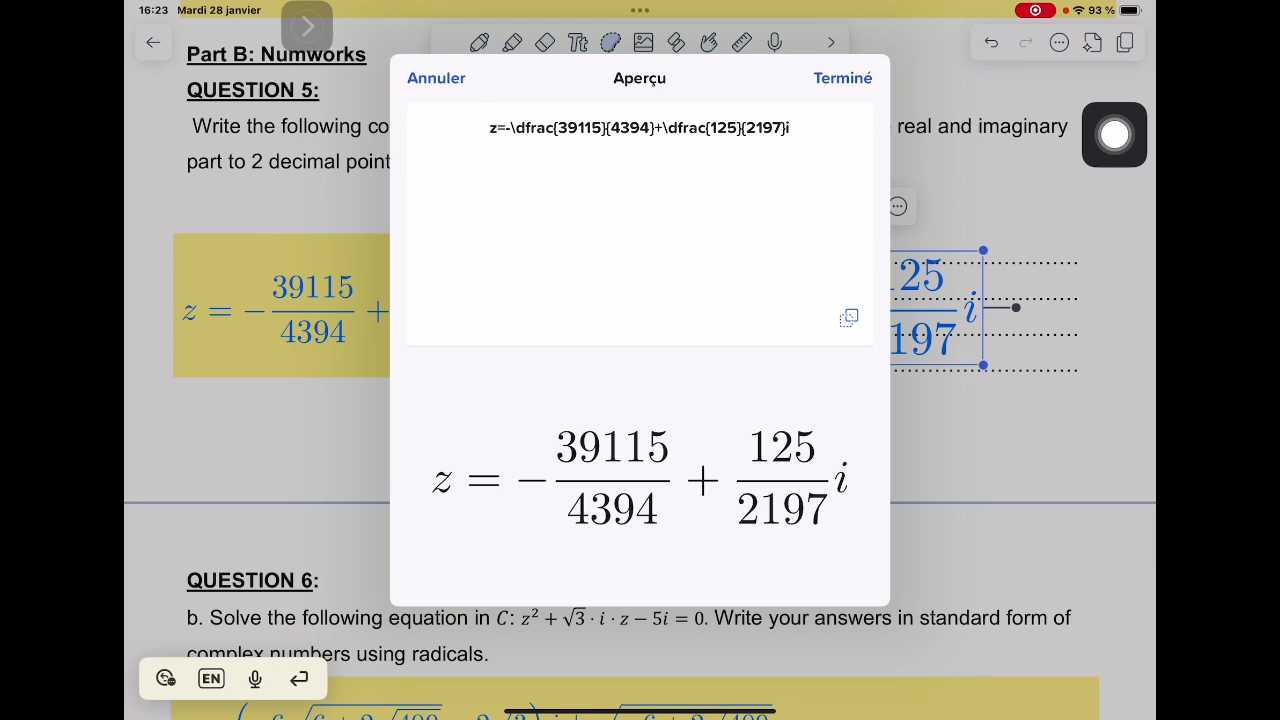 16:23 Mardi 28 janvier 93 %
Part B: Numworks
QUESTION 5:
Write the following co real and imaginary
part to 2 decimal point
Annuler Aperçu Terminé
z=-\dfrac{39115}{4394}+\dfrac{125}{2197}i
z = -39115/4394 +
125/2197 i
z = -39115/4394 + 125/2197 i
QUESTION 6:
b. Solve the following equation in C: z² + √3 · i · z − 5i = 0. Write your answers in standard form of
complex numbers using radicals.
EN